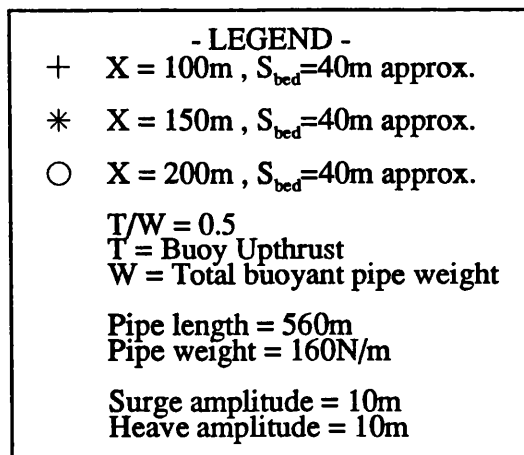 - LEGEND -
+ X = 100m , S_bed=40m approx.
* X = 150m , S_bed=40m approx.
○ X = 200m , S_bed=40m approx.
T/W = 0.5
T = Buoy Upthrust
W = Total buoyant pipe weight
Pipe length = 560m
Pipe weight = 160N/m
Surge amplitude = 10m
Heave amplitude = 10m